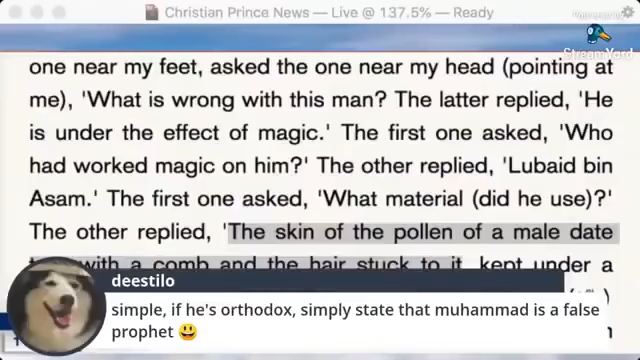 Christian Prince News — Live @ 137.5% — Ready
StreamYard
one near my feet, asked the one near my head (pointing at
me), 'What is wrong with this man? The latter replied, 'He
is under the effect of magic.' The first one asked, 'Who
had worked magic on him?' The other replied, 'Lubaid bin
Asam.' The first one asked, 'What material (did he use)?'
The other replied, 'The skin of the pollen of a male date
with a comb and the hair stuck to it, kept under a
deestilo
simple, if he's orthodox, simply state that muhammad is a false
prophet 😃